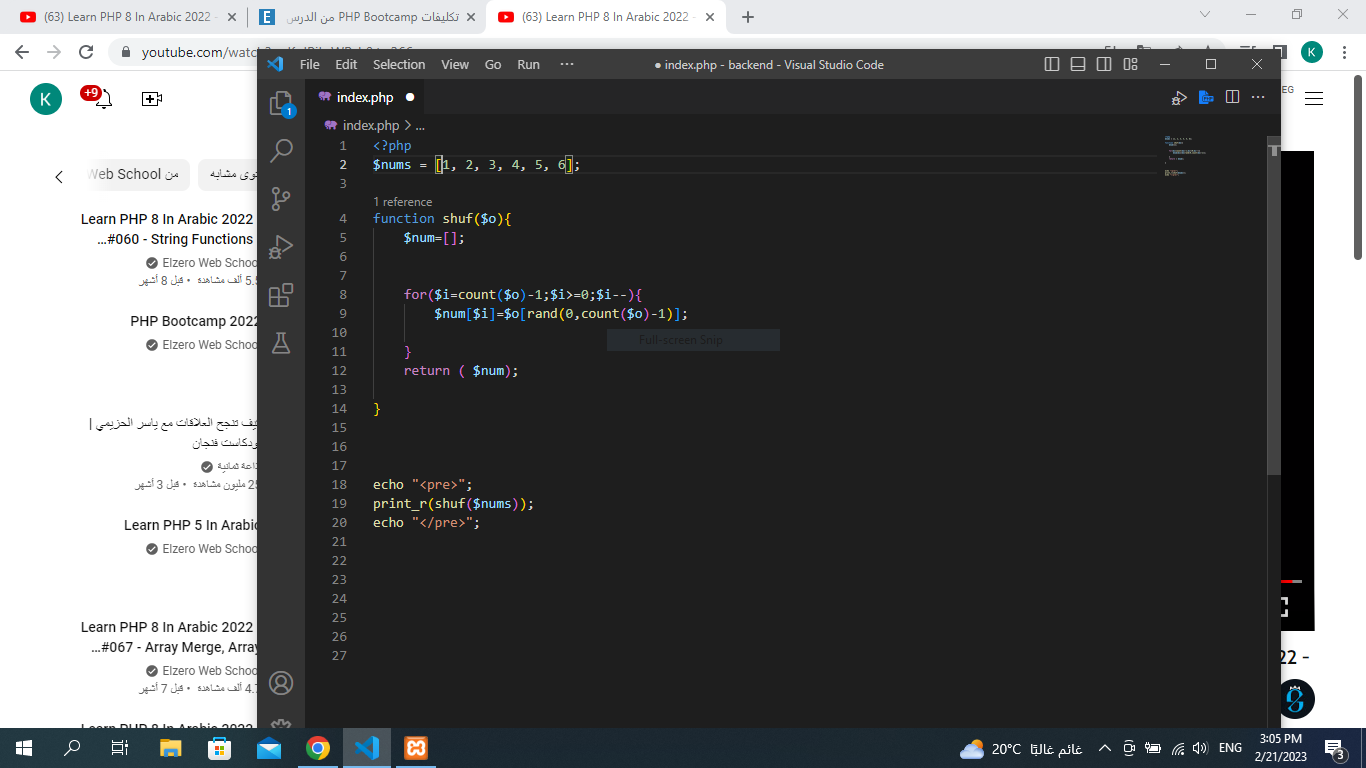 (63) Learn PHP 8 In Arabic 2022 -
تكليفات PHP Bootcamp من الدرس
(63) Learn PHP 8 In Arabic 2022 -
youtube.com/watch
File Edit Selection View Go Run ···
● index.php - backend - Visual Studio Code
K
+9
K
EG
1
index.php ●
index.php > ...
1 <?php
2 $nums = [1, 2, 3, 4, 5, 6];
3
1 reference
4 function shuf($o){
5 $num=[];
6
7
8 for($i=count($o)-1;$i>=0;$i--){
9 $num[$i]=$o[rand(0,count($o)-1)];
10
Full-screen Snip
11 }
12 return ( $num);
13
14 }
15
16
17
18 echo "<pre>";
19 print_r(shuf($nums));
20 echo "</pre>";
21
22
23
24
25
26
27
من Web School
وى مشابه
Learn PHP 8 In Arabic 2022
...#060 - String Functions
Elzero Web Schoo
5.5 ألف مشاهدة • قبل 8 أشهر
PHP Bootcamp 2022
Elzero Web Schoo
يف تنجح العلاقات مع ياسر الحزيمي |
ودكاست فنجان
اعة ثمانية
مليون مشاهدة • قبل 3 أشهر
Learn PHP 5 In Arabic
Elzero Web Schoo
Learn PHP 8 In Arabic 2022
...#067 - Array Merge, Array
Elzero Web Schoo
4.7 ألف مشاهدة • قبل 7 أشهر
Learn PHP 8 In Arabic 2022
22 -
20°C غائم غالبًا
ENG
3:05 PM
2/21/2023
3